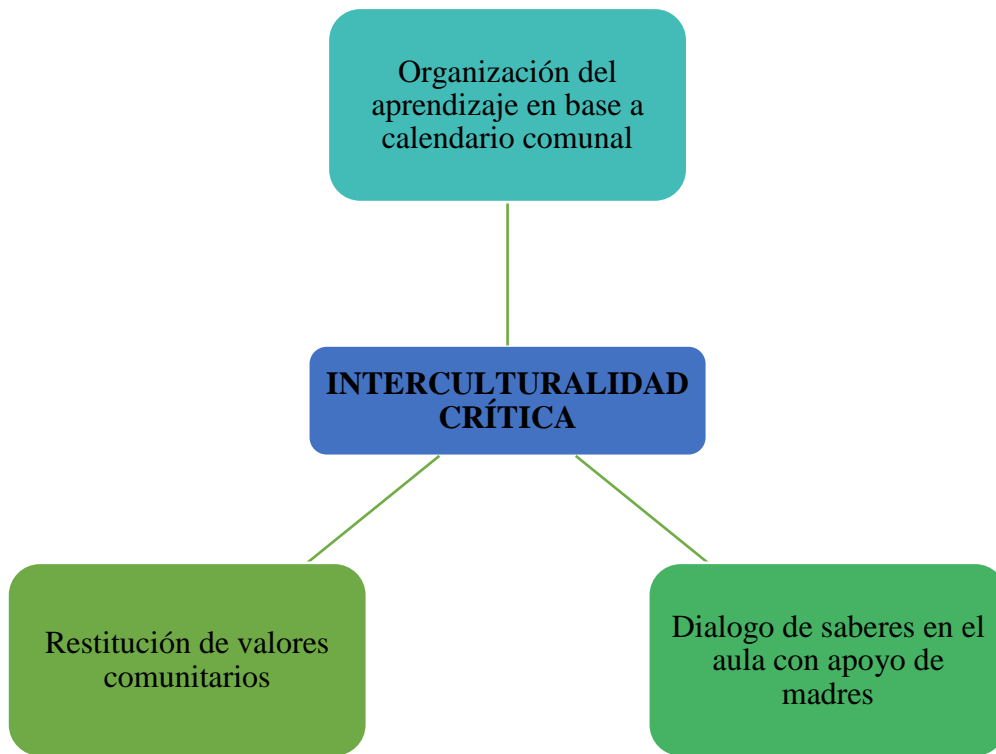 Organización del
aprendizaje en base a
calendario comunal
INTERCULTURALIDAD
CRÍTICA
Restitución de valores
comunitarios
Dialogo de saberes en el
aula con apoyo de
madres